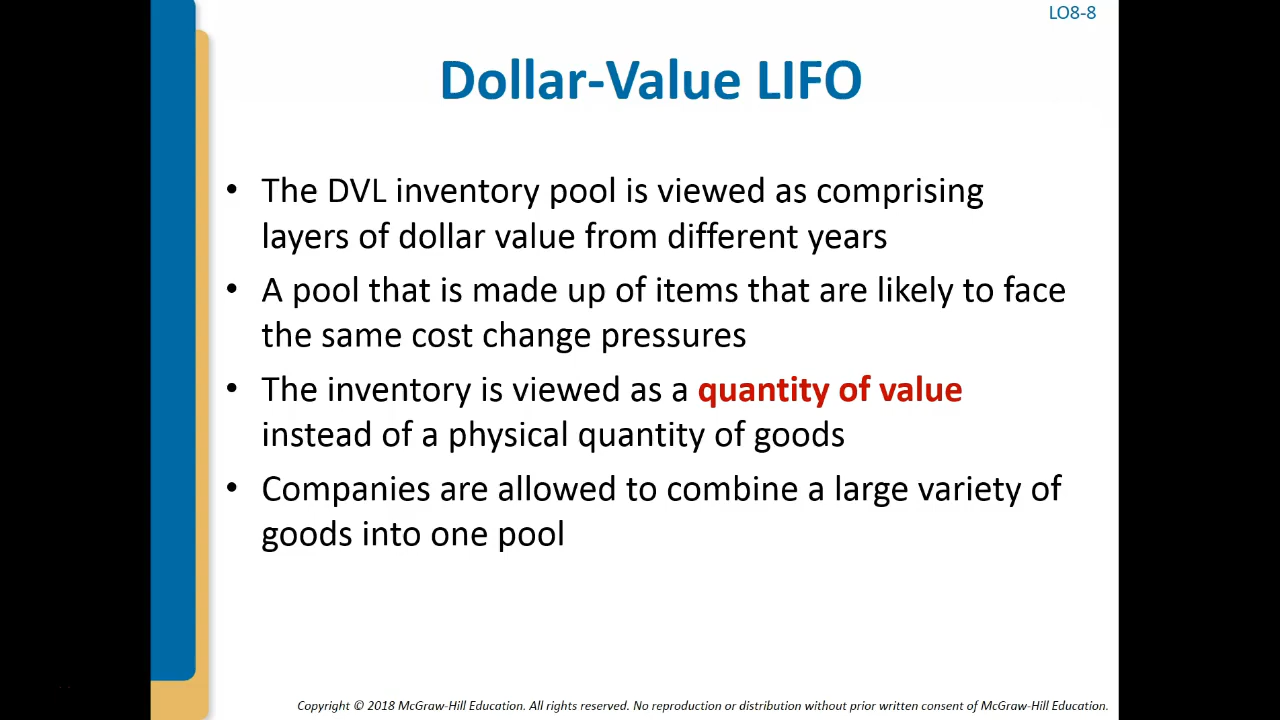 LO8-8
Dollar-Value LIFO
• The DVL inventory pool is viewed as comprising
layers of dollar value from different years
• A pool that is made up of items that are likely to face
the same cost change pressures
• The inventory is viewed as a quantity of value
instead of a physical quantity of goods
• Companies are allowed to combine a large variety of
goods into one pool
Copyright © 2018 McGraw-Hill Education. All rights reserved. No reproduction or distribution without prior written consent of McGraw-Hill Education.